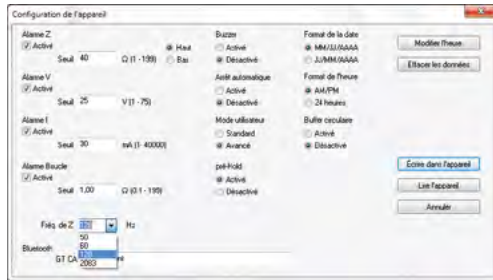 Configuration de l'appareil
Alarme Z
Activé
Seuil 40 Ω (1 - 199)
Haut
Bas
Alarme V
Activé
Seuil 25 V (1 - 75)
Alarme I
Activé
Seuil 30 mA (1- 40000)
Alarme Boucle
Activé
Seuil 1,00 Ω (0.1 - 199)
Fréq. de Z 128 Hz
50
60
128
2083
Bluetooth
GT CA
Buzzer
Activé
Désactivé
Arrêt automatique
Activé
Désactivé
Mode utilisateur
Standard
Avancé
pré-Hold
Activé
Désactivé
Format de la date
MM/JJ/AAAA
JJ/MM/AAAA
Format de l'heure
AM/PM
24 heures
Buffer circulaire
Activé
Désactivé
Modifier l'heure
Effacer les données
Écrire dans l'appareil
Lire l'appareil
Annuler